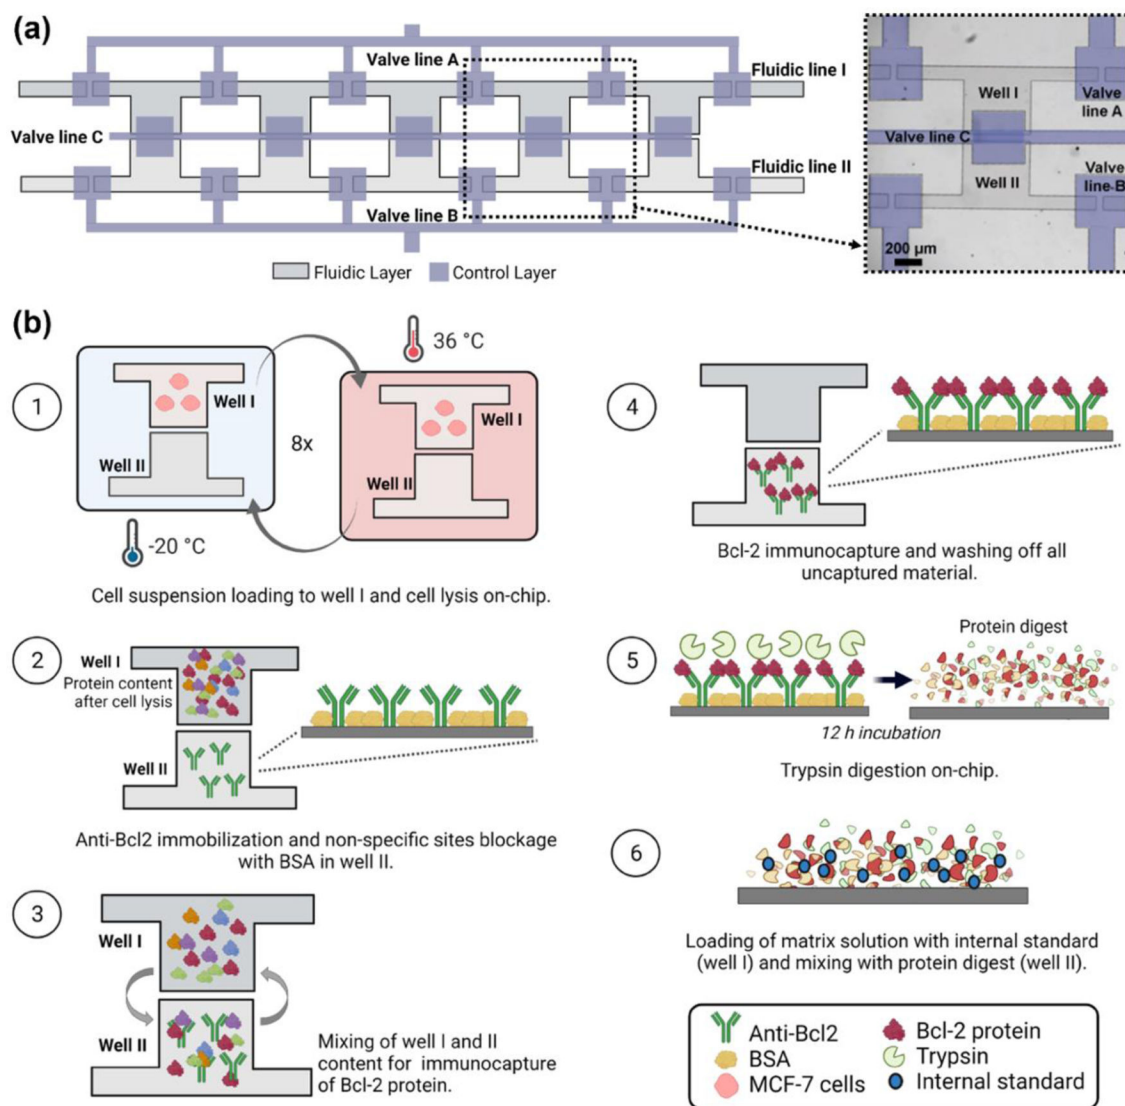 (a)
Valve line A
Fluidic line I
Valve line C
Fluidic line II
Valve line B
Fluidic Layer
Control Layer
Well I
Valve
line A
Valve line C
Well II
Valve
line B
200 µm
(b)
1
Well I
Well II
-20 °C
8x
36 °C
Well I
Well II
Cell suspension loading to well I and cell lysis on-chip.
2
Well I
Protein content
after cell lysis
Well II
Anti-Bcl2 immobilization and non-specific sites blockage
with BSA in well II.
3
Well I
Well II
Mixing of well I and II
content for immunocapture
of Bcl-2 protein.
4
Bcl-2 immunocapture and washing off all
uncaptured material.
5
Protein digest
12 h incubation
Trypsin digestion on-chip.
6
Loading of matrix solution with internal standard
(well I) and mixing with protein digest (well II).
Anti-Bcl2
BSA
MCF-7 cells
Bcl-2 protein
Trypsin
Internal standard